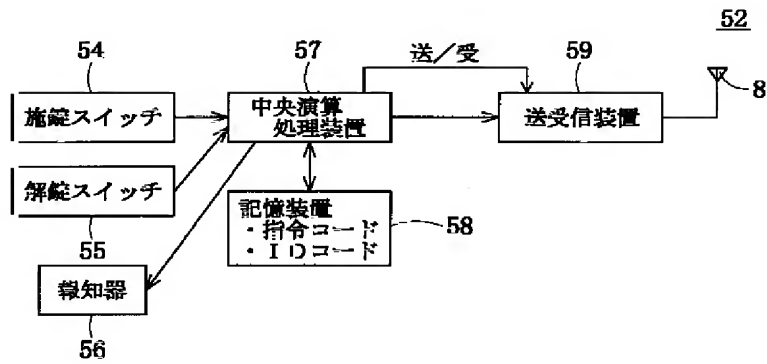 52
54
57
送／受
59
8
施錠スイッチ
中央演算
処理装置
送受信装置
解錠スイッチ
記憶装置
・指令コード
・IDコード
58
55
報知器
56